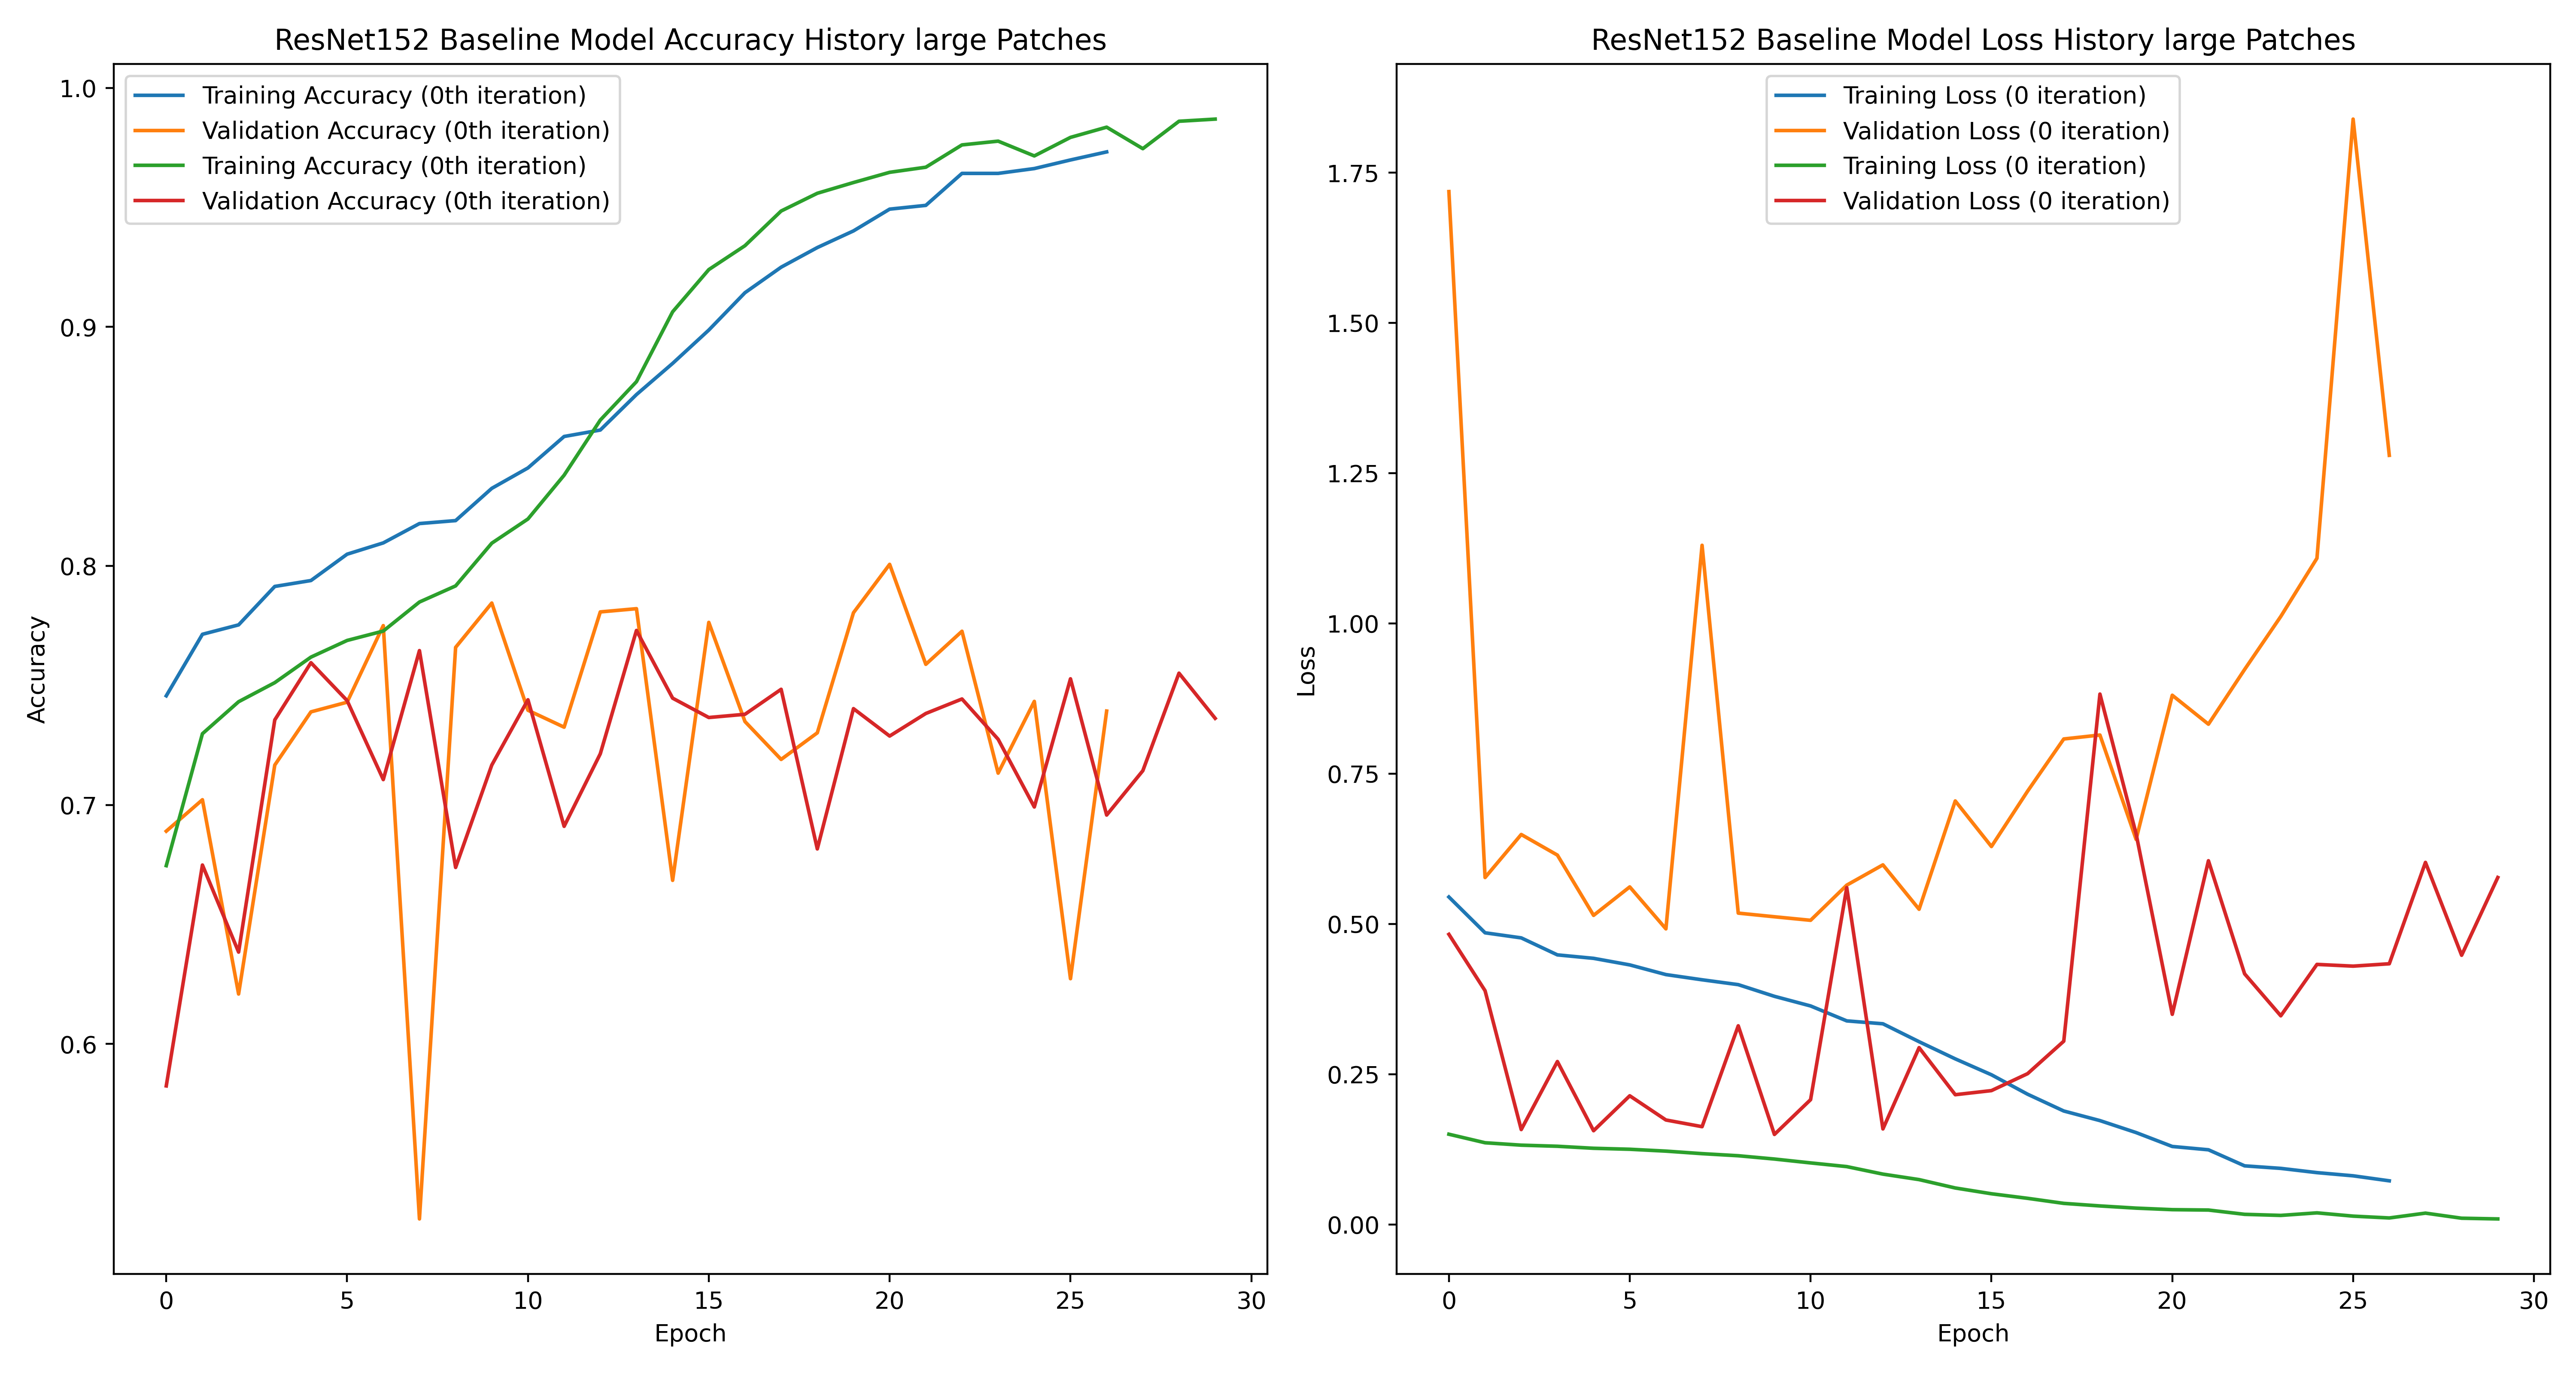 ResNet152 Baseline Model Accuracy History large Patches
Training Accuracy (0th iteration)
Validation Accuracy (0th iteration)
Training Accuracy (0th iteration)
Validation Accuracy (0th iteration)
1.0
0.9
0.8
0.7
0.6
Accuracy
0 5 10 15 20 25 30
Epoch
ResNet152 Baseline Model Loss History large Patches
Training Loss (0 iteration)
Validation Loss (0 iteration)
Training Loss (0 iteration)
Validation Loss (0 iteration)
1.75
1.50
1.25
1.00
0.75
0.50
0.25
0.00
Loss
0 5 10 15 20 25 30
Epoch